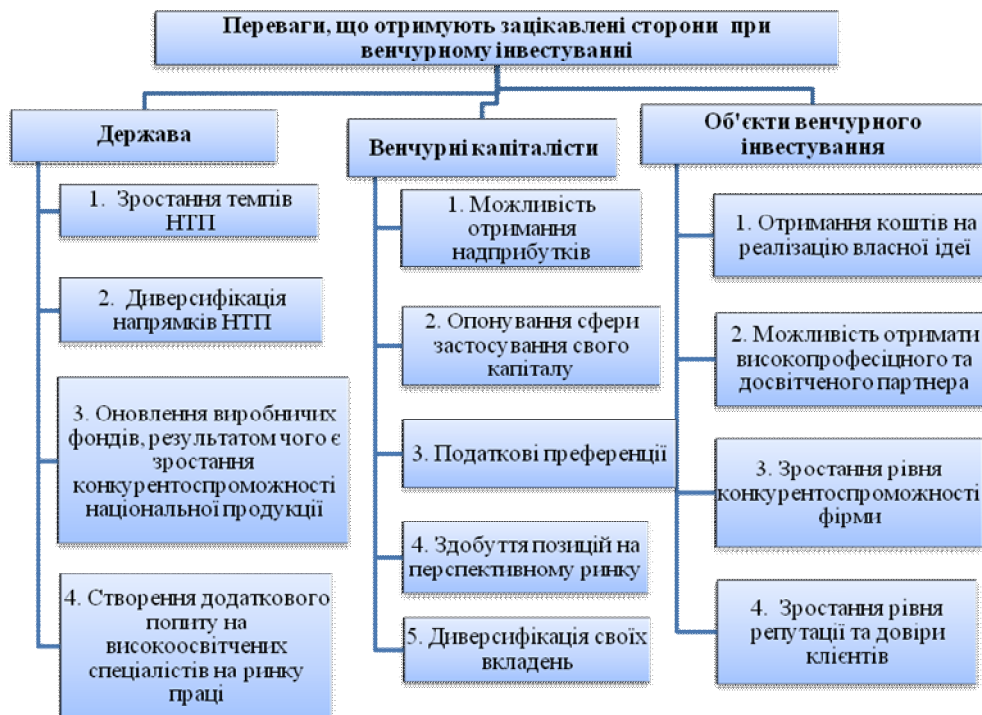 Переваги, що отримують зацікавлені сторони при
венчурному інвестуванні
Держава
1. Зростання темпів
НТП
2. Диверсифікація
напрямків НТП
3. Оновлення виробничих
фондів, результатом чого є
зростання
конкурентоспроможності
національної продукції
4. Створення додаткового
попиту на
високоосвітчених
спеціалістів на ринку
праці
Венчурні капіталісти
1. Можливість
отримання
надприбутків
2. Опонування сфери
застосування свого
капіталу
3. Податкові преференції
4. Здобуття позицій на
перспективному ринку
5. Диверсифікація своїх
вкладень
Об'єкти венчурного
інвестування
1. Отримання коштів на
реалізацію власної ідеї
2. Можливість отримати
високопрофесіцного та
досвітченого партнера
3. Зростання рівня
конкурентоспроможності
фірми
4. Зростання рівня
репутації та довіри
клієнтів